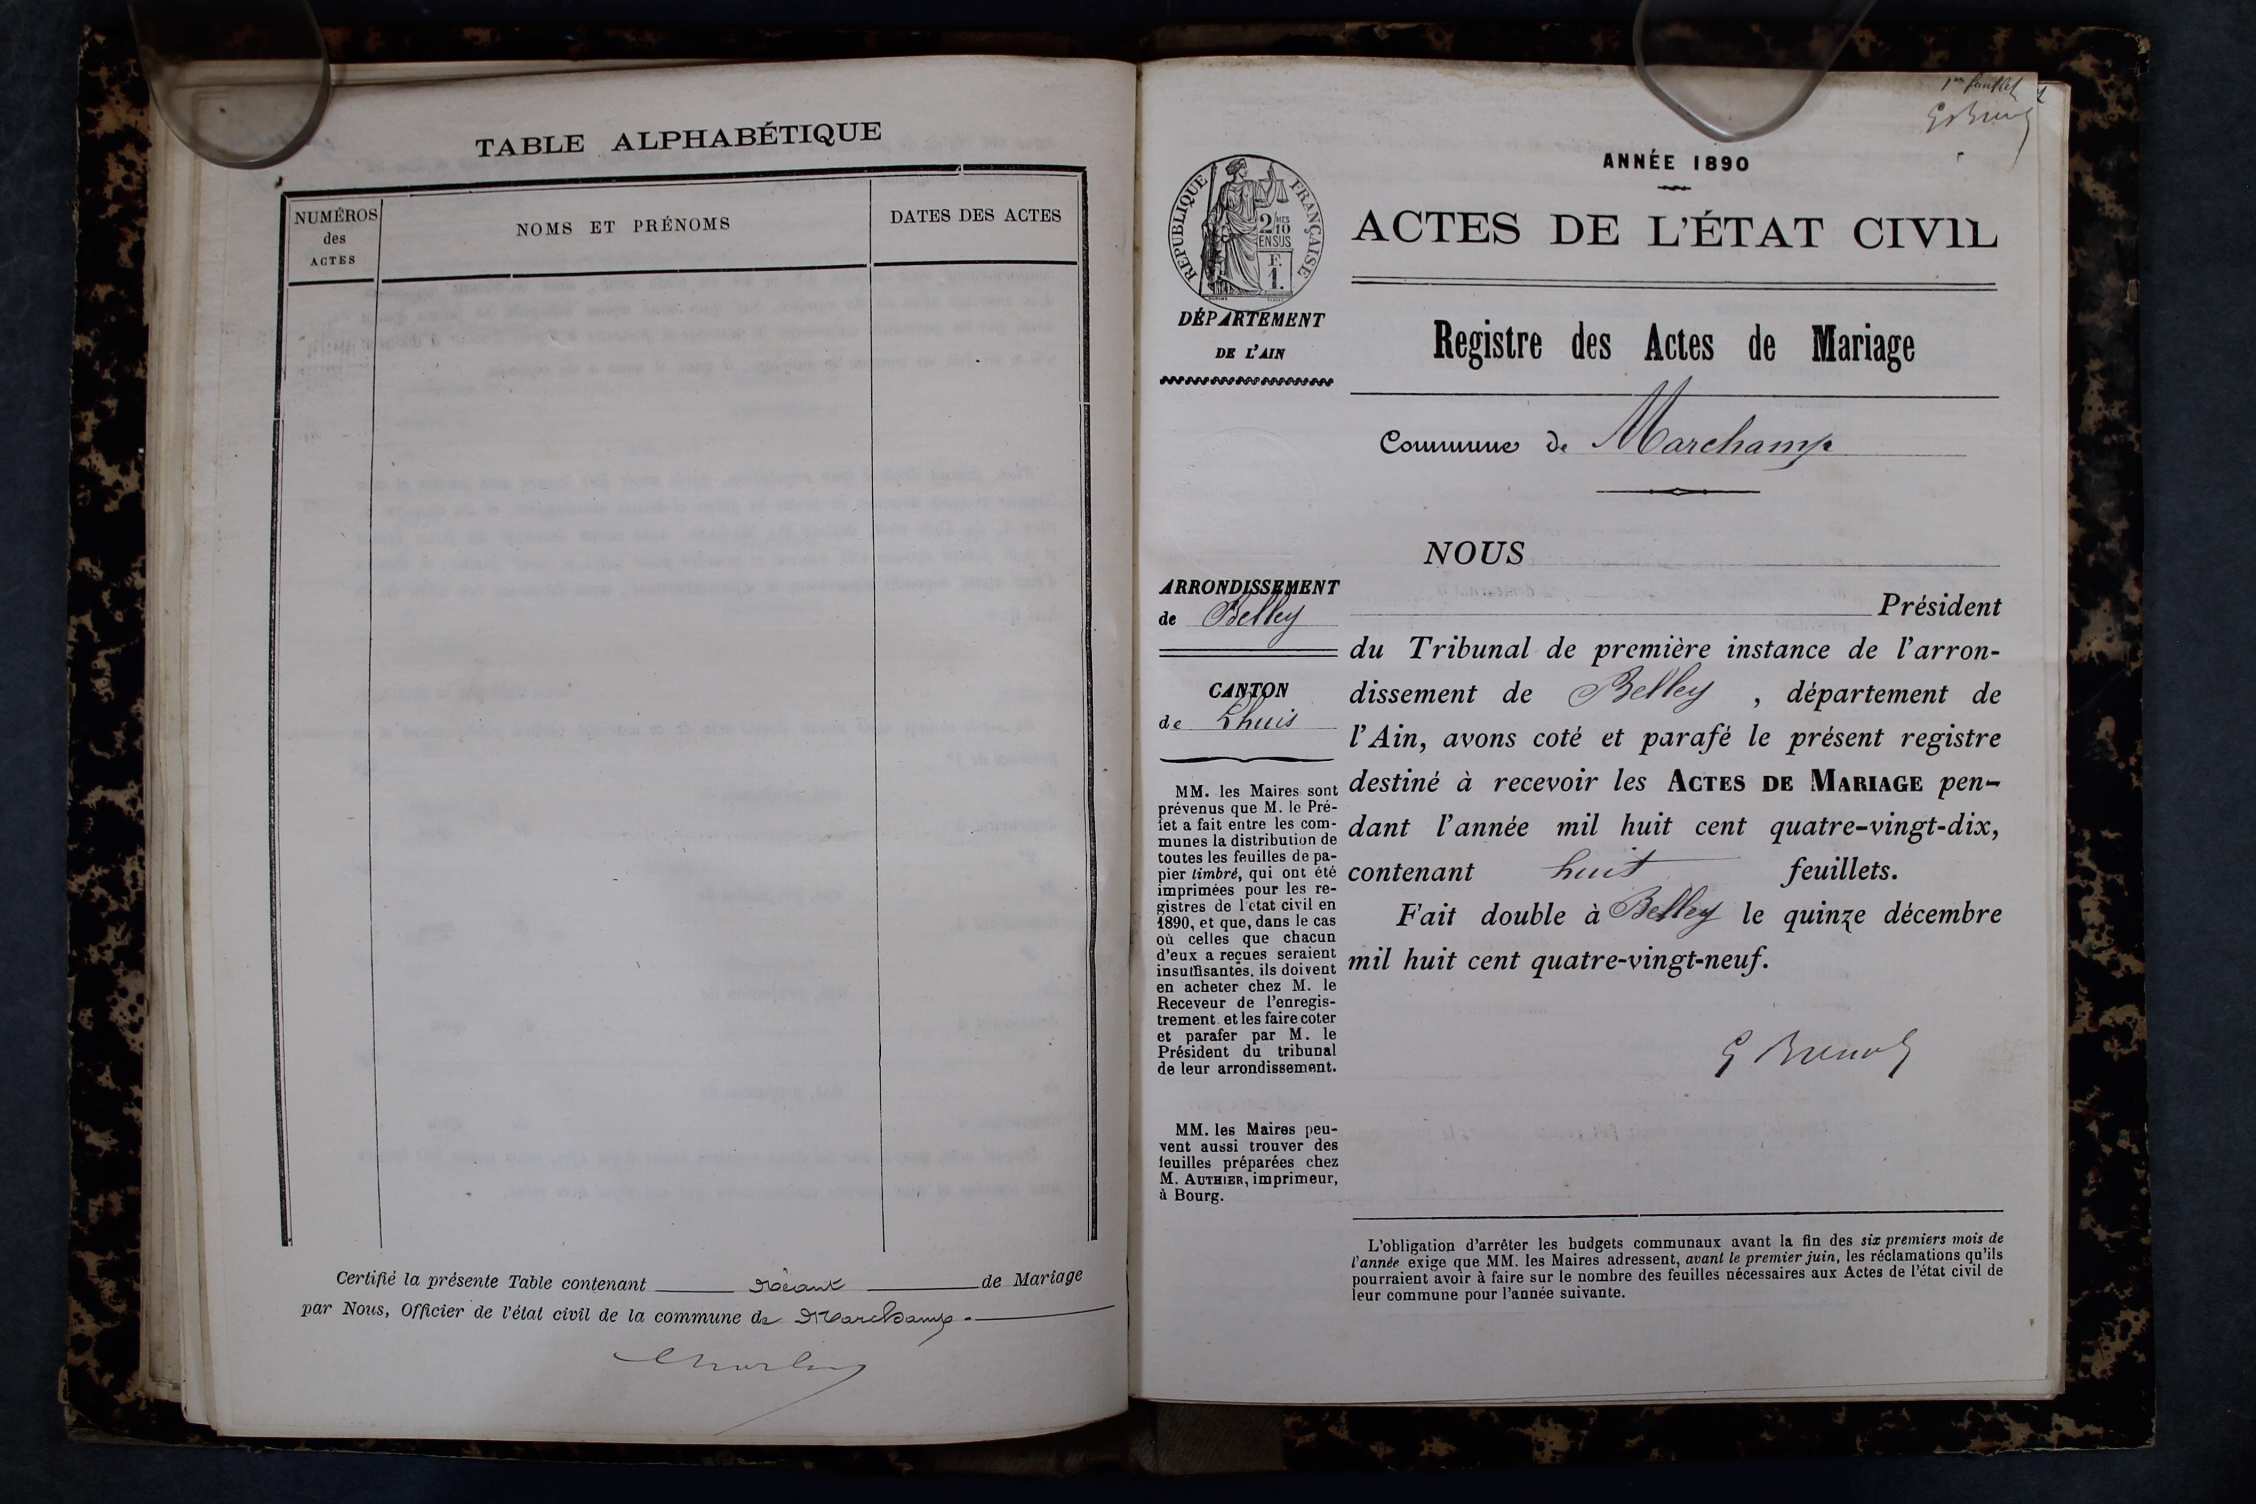 TABLE ALPHABÉTIQUE
NUMÉROS
des
ACTES
NOMS ET PRÉNOMS
DATES DES ACTES
Certifié la présente Table contenant Néant de Mariage
par Nous, Officier de l'état civil de la commune de Marchamp.
1er feuillet
ANNÉE 1890
RÉPUBLIQUE FRANÇAISE
2/MES
10
EN SUS
F.
1.
ACTES DE L'ÉTAT CIVIL
DÉPARTEMENT
DE L'AIN
Registre des Actes de Mariage
Commune de Marchamp
ARRONDISSEMENT
de Belley
CANTON
de Lhuis
MM. les Maires sont
prévenus que M. le Pré-
fet a fait entre les com-
munes la distribution de
toutes les feuilles de pa-
pier timbré, qui ont été
imprimées pour les re-
gistres de l'état civil en
1890, et que, dans le cas
où celles que chacun
d'eux a reçues seraient
insuffisantes, ils doivent
en acheter chez M. le
Receveur de l'enregis-
trement et les faire coter
et parafer par M. le
Président du tribunal
de leur arrondissement.
MM. les Maires peu-
vent aussi trouver des
feuilles préparées chez
M. AUTHIER, imprimeur,
à Bourg.
NOUS
Président
du Tribunal de première instance de l'arron-
dissement de Belley, département de
l'Ain, avons coté et parafé le présent registre
destiné à recevoir les ACTES DE MARIAGE pen-
dant l'année mil huit cent quatre-vingt-dix,
contenant huit feuillets.
Fait double à Belley le quinze décembre
mil huit cent quatre-vingt-neuf.
L'obligation d'arrêter les budgets communaux avant la fin des six premiers mois de
l'année exige que MM. les Maires adressent, avant le premier juin, les réclamations qu'ils
pourraient avoir à faire sur le nombre des feuilles nécessaires aux Actes de l'état civil de
leur commune pour l'année suivante.